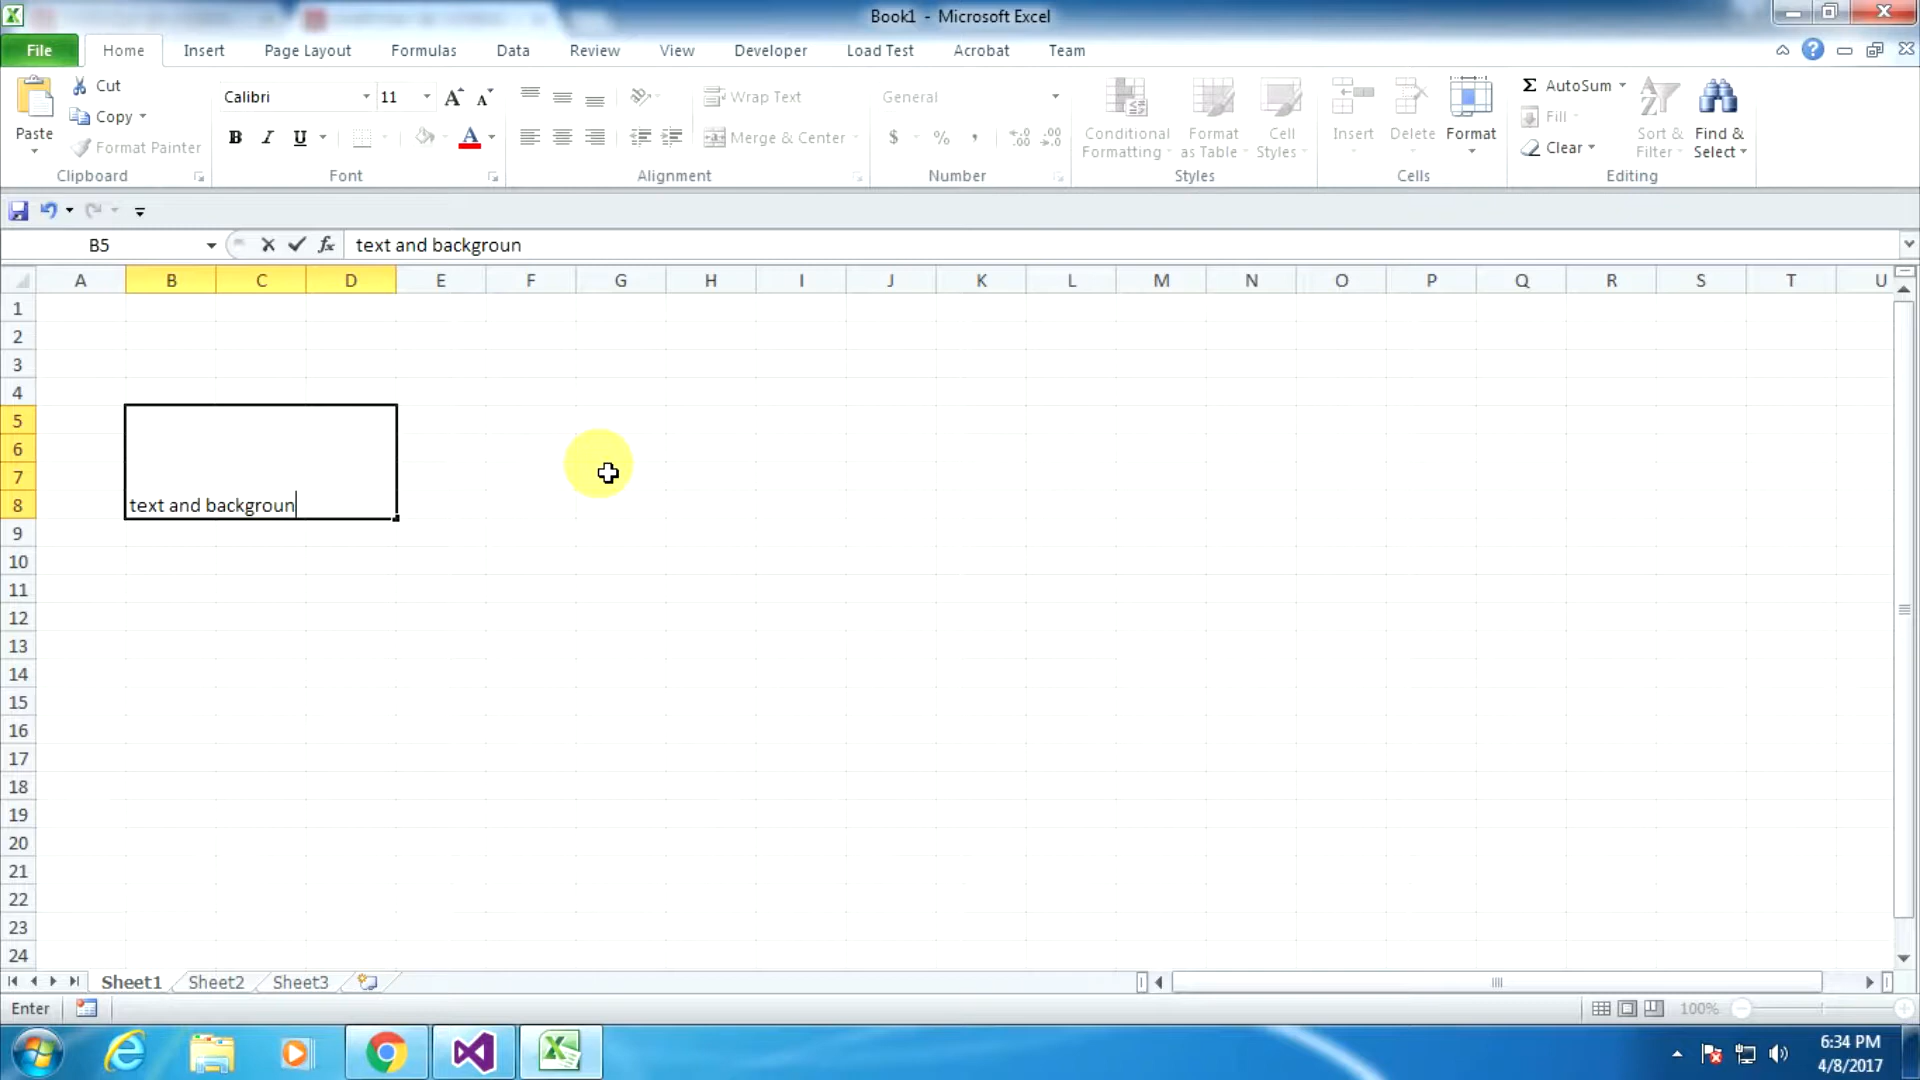 Book1 - Microsoft Excel
File Home Insert Page Layout Formulas Data Review View Developer Load Test Acrobat Team
Paste
Cut
Copy
Format Painter
Clipboard
Calibri 11
A A
B I U A
Font
Wrap Text
Merge & Center
Alignment
General
$ % ,
Number
Conditional
Formatting
Format
as Table
Cell
Styles
Styles
Insert Delete Format
Cells
Σ AutoSum
Fill
Clear
Sort &
Filter
Find &
Select
Editing
B5 fx text and backgroun
A B C D E F G H I J K L M N O P Q R S T U
1
2
3
4
5
6
7
8 text and backgroun
9
10
11
12
13
14
15
16
17
18
19
20
21
22
23
24
Sheet1 Sheet2 Sheet3
Enter 100%
6:34 PM
4/8/2017